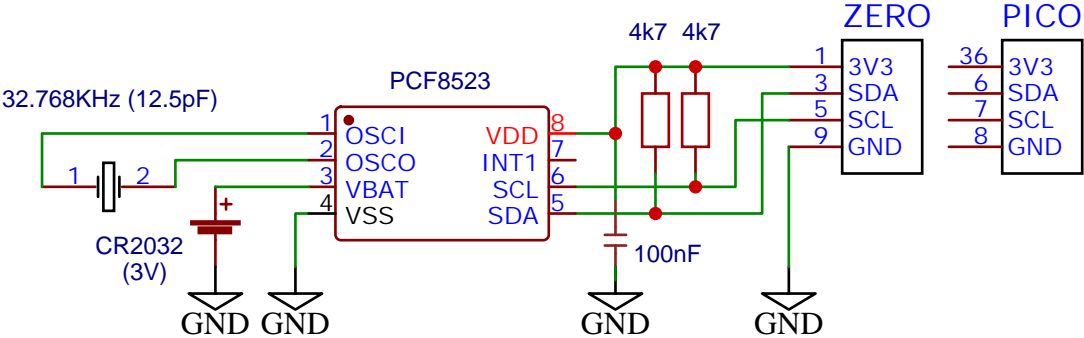 ZERO
PICO
4k7 4k7
PCF8523
32.768KHz (12.5pF)
1 OSCI
2 OSCO
3 VBAT
4 VSS
VDD 8
INT1 7
SCL 6
SDA 5
1 2
+
CR2032
(3V)
100nF
1 3V3
3 SDA
5 SCL
9 GND
36 3V3
6 SDA
7 SCL
8 GND
GND GND GND GND